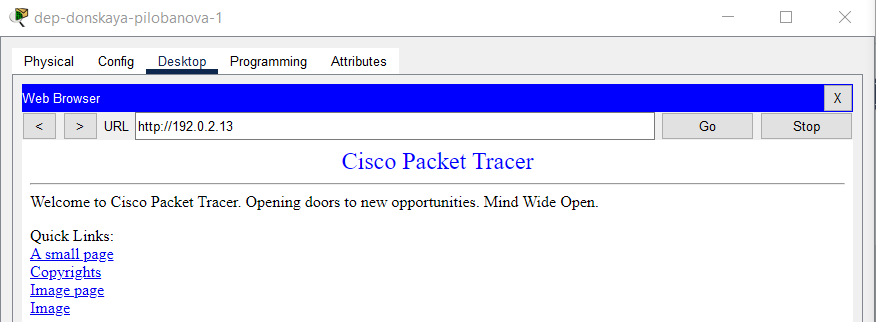 dep-donskaya-pilobanova-1
Physical Config Desktop Programming Attributes
Web Browser X
< > URL http://192.0.2.13 Go Stop
Cisco Packet Tracer
Welcome to Cisco Packet Tracer. Opening doors to new opportunities. Mind Wide Open.
Quick Links:
A small page
Copyrights
Image page
Image